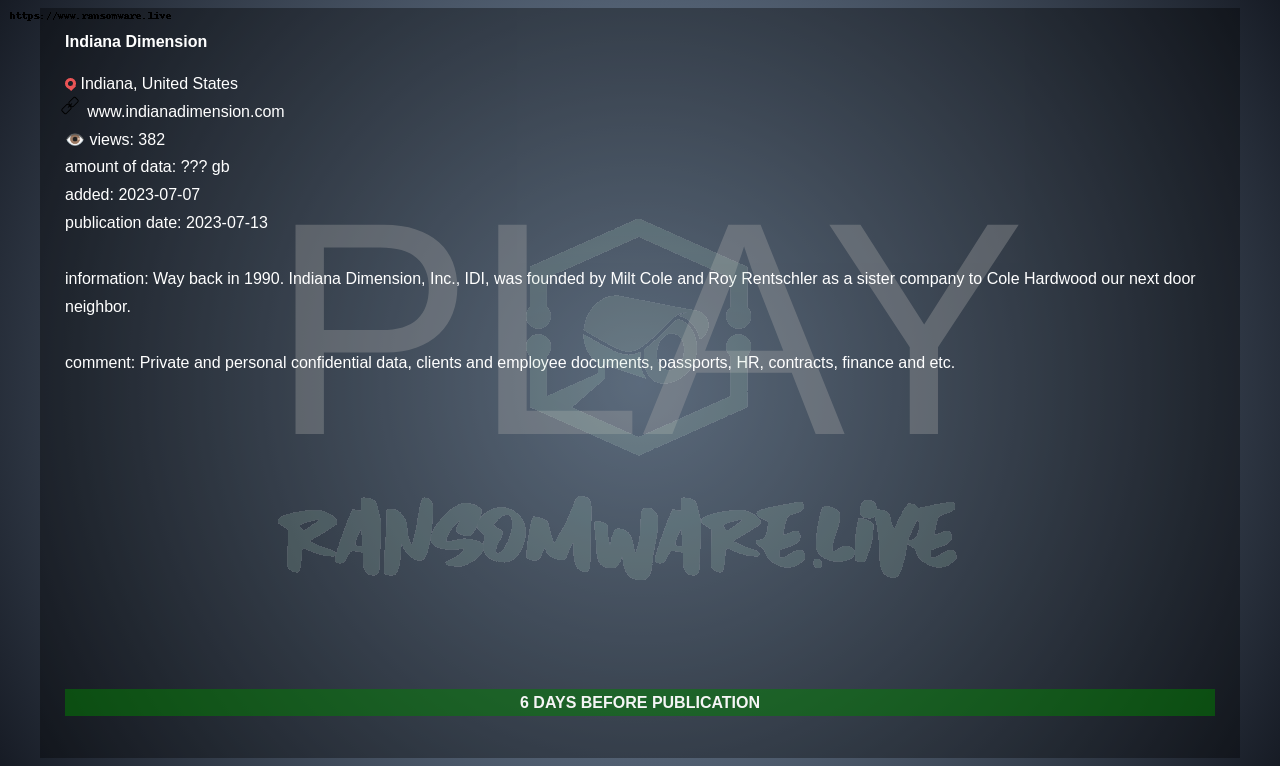 https://www.ransomware.live
Indiana Dimension
Indiana, United States
www.indianadimension.com
views: 382
amount of data: ??? gb
added: 2023-07-07
publication date: 2023-07-13
PLAY
information: Way back in 1990. Indiana Dimension, Inc., IDI, was founded by Milt Cole and Roy Rentschler as a sister company to Cole Hardwood our next door
neighbor.
comment: Private and personal confidential data, clients and employee documents, passports, HR, contracts, finance and etc.
RANSOMWARE.LIVE
6 DAYS BEFORE PUBLICATION